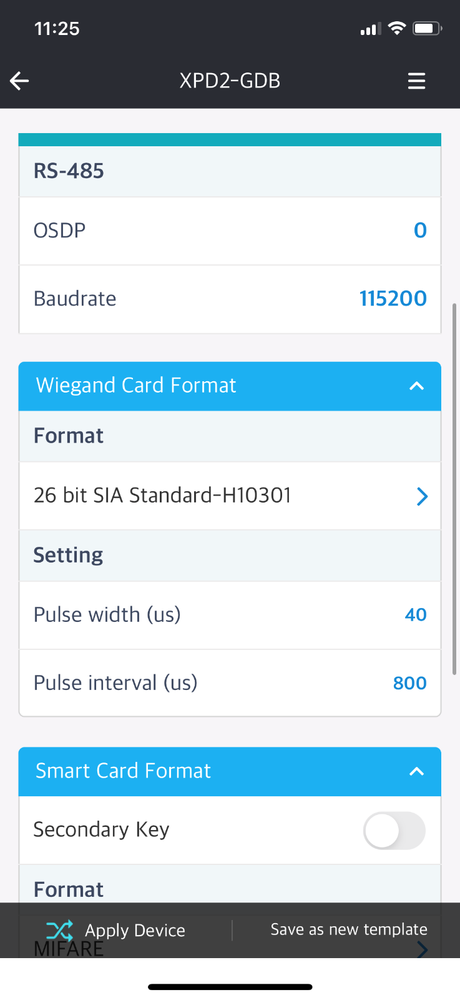 11:25
XPD2-GDB
RS-485
OSDP 0
Baudrate 115200
Wiegand Card Format
Format
26 bit SIA Standard-H10301
Setting
Pulse width (us) 40
Pulse interval (us) 800
Smart Card Format
Secondary Key
Format
Apply Device Save as new template
MIFARE